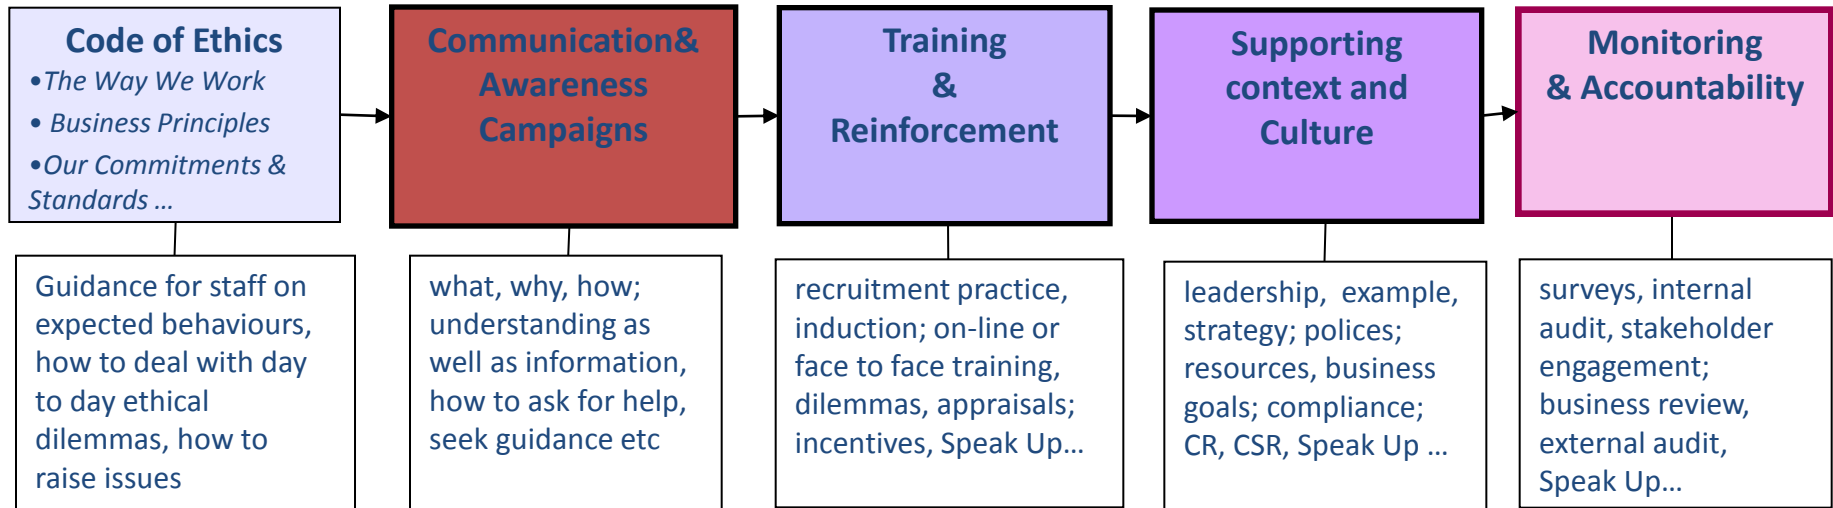 Code of Ethics
•The Way We Work
• Business Principles
•Our Commitments &
Standards ...
Communication&
Awareness
Campaigns
Training
&
Reinforcement
Supporting
context and
Culture
Monitoring
& Accountability
Guidance for staff on
expected behaviours,
how to deal with day
to day ethical
dilemmas, how to
raise issues
what, why, how;
understanding as
well as information,
how to ask for help,
seek guidance etc
recruitment practice,
induction; on-line or
face to face training,
dilemmas, appraisals;
incentives, Speak Up...
leadership, example,
strategy; polices;
resources, business
goals; compliance;
CR, CSR, Speak Up ...
surveys, internal
audit, stakeholder
engagement;
business review,
external audit,
Speak Up...